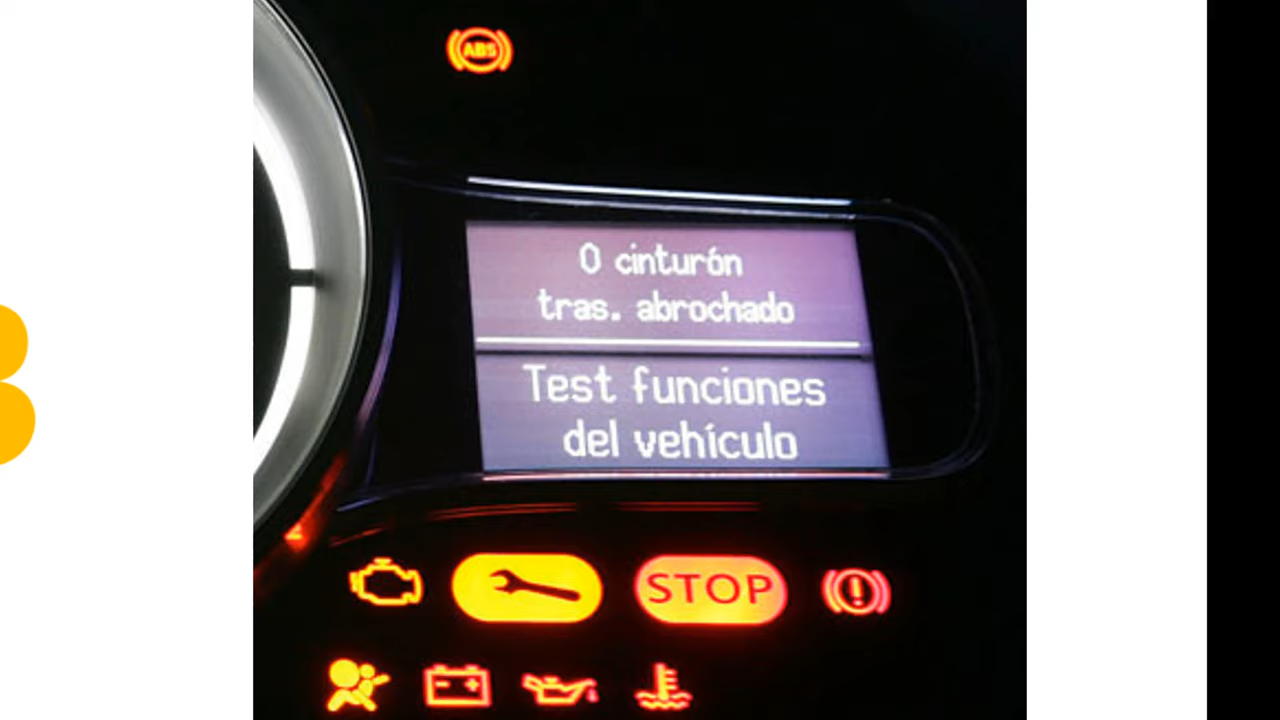 ABS
0 cinturón
tras. abrochado
Test funciones
del vehículo
STOP